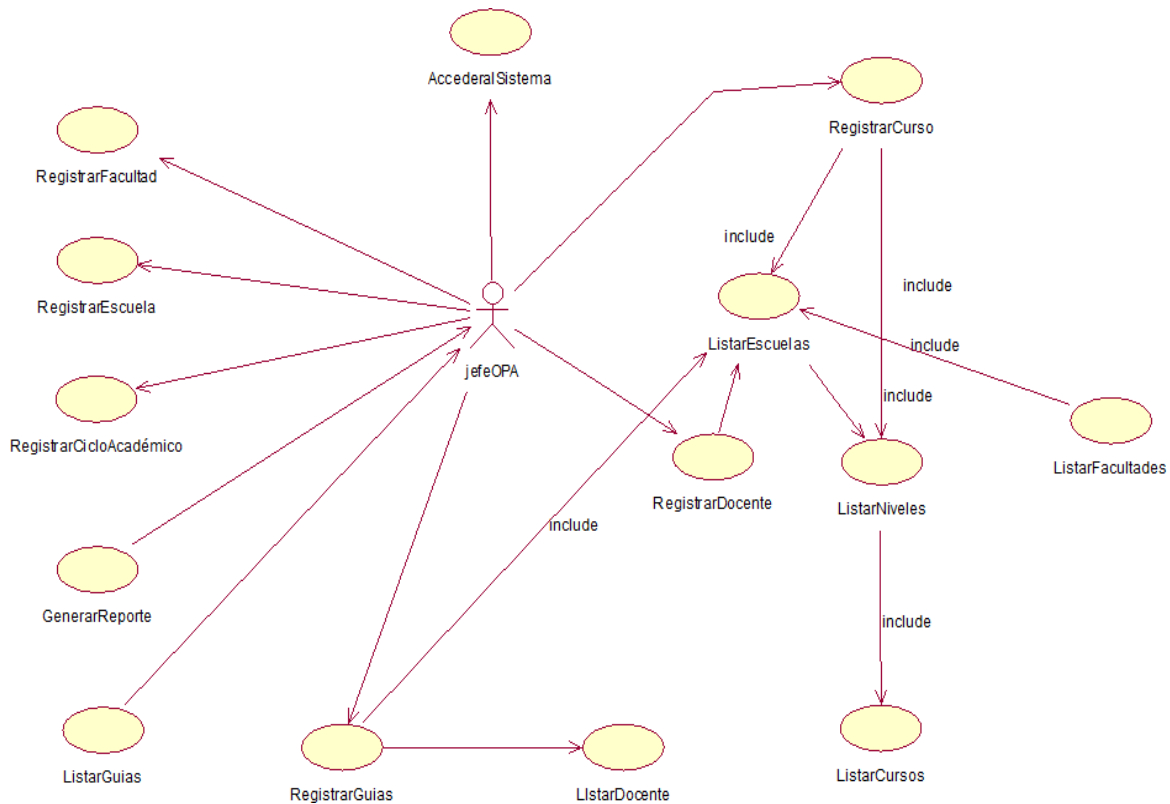 AccederalSistema
RegistrarCurso
RegistrarFacultad
include
RegistrarEscuela
include
ListarEscuelas
include
jefeOPA
include
RegistrarCicloAcadémico
ListarFacultades
RegistrarDocente
ListarNiveles
include
GenerarReporte
include
ListarGuias
RegistrarGuias
LIstarDocente
ListarCursos